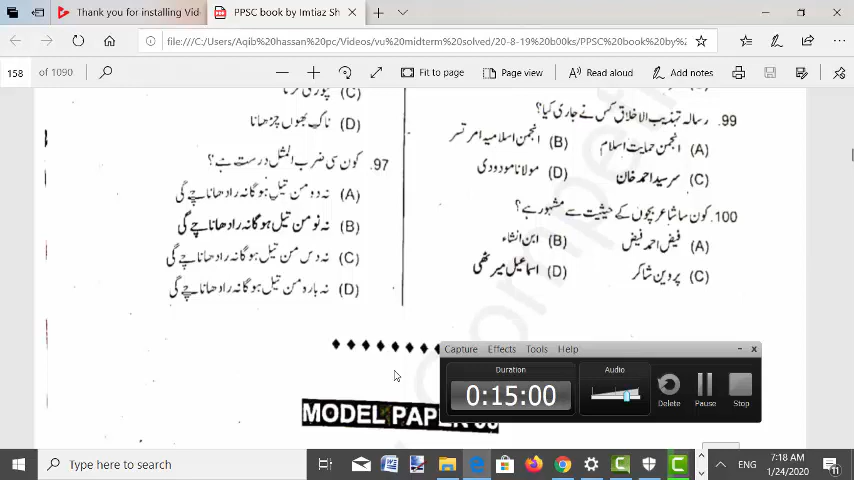 Thank you for installing Vid
PPSC book by Imtiaz Sh
file:///C:/Users/Aqib%20hassan%20pc/Videos/vu%20midterm%20solved/20-8-19%20b00ks/PPSC%20book%20by%2
158 of 1090
Fit to page
Page view
Read aloud
Add notes
(C)
(D) ناک بھوں چڑھانا
97. کون سی ضرب المثل درست ہے؟
(A) نہ دو من تیل ہوگا نہ رادھا ناچے گی
(B) نہ نو من تیل ہوگا نہ رادھا ناچے گی
(C) نہ دس من تیل ہوگا نہ رادھا ناچے گی
(D) نہ بارہ من تیل ہوگا نہ رادھا ناچے گی
99. رسالہ تہذیب الاخلاق کس نے جاری کیا؟
(A) انجمن حمایت اسلام
(B) انجمن اسلامیہ امرتسر
(C) سرسید احمد خان
(D) مولانا مودودی
100. کون سا شاعر بچوں کے حیثیت سے مشہور ہے؟
(A) فیض احمد فیض
(B) ابن انشاء
(C) پروین شاکر
(D) اسماعیل میرٹھی
MODEL PAPER
Capture Effects Tools Help
Duration
0:15:00
Audio
Delete
Pause
Stop
Type here to search
ENG
7:18 AM
1/24/2020
11